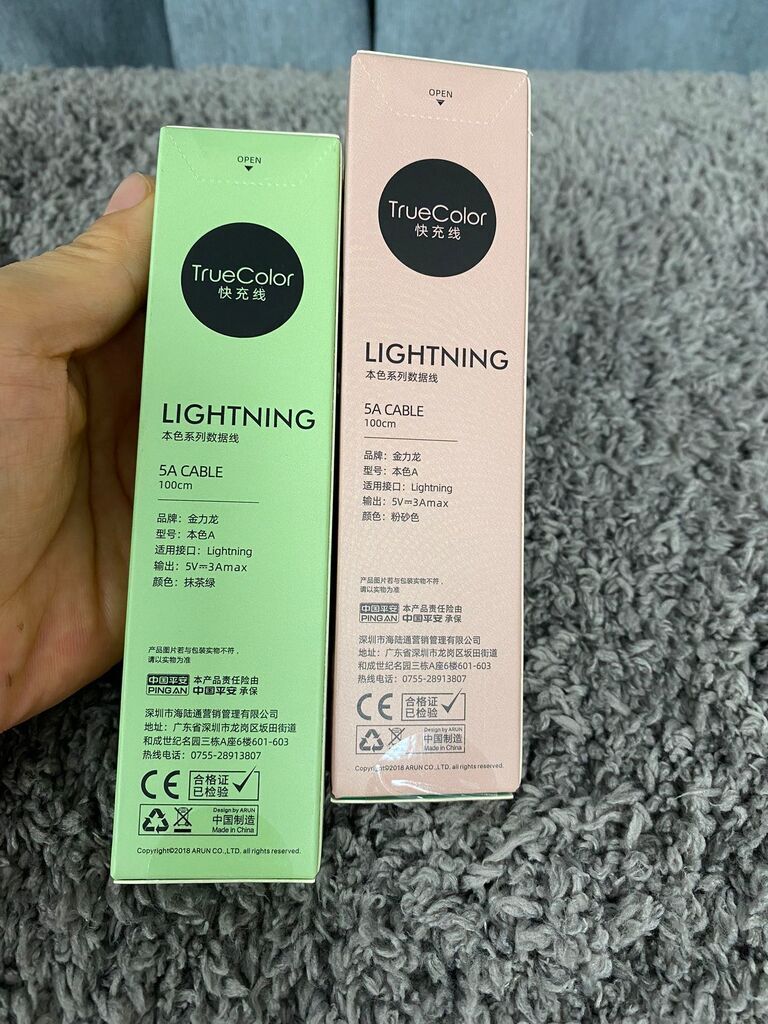 OPEN
TrueColor
快充线
LIGHTNING
本色系列数据线
5A CABLE
100cm
品牌：金力龙
型号：本色A
适用接口：Lightning
输出：5V⎓3Amax
颜色：抹茶绿
产品图片若与包装实物不符，
请以实物为准
中国平安
PING AN
本产品责任险由
中国平安 承保
深圳市海陆通营销管理有限公司
地址：广东省深圳市龙岗区坂田街道
和成世纪名园三栋A座6楼601-603
热线电话：0755-28913807
CE
合格证
已检验
Design by ARUN
中国制造
Made in China
Copyright©2018 ARUN CO.,LTD. all rights reserved.
OPEN
TrueColor
快充线
LIGHTNING
本色系列数据线
5A CABLE
100cm
品牌：金力龙
型号：本色A
适用接口：Lightning
输出：5V⎓3Amax
颜色：粉砂色
产品图片若与包装实物不符，
请以实物为准
中国平安
PING AN
本产品责任险由
中国平安 承保
深圳市海陆通营销管理有限公司
地址：广东省深圳市龙岗区坂田街道
和成世纪名园三栋A座6楼601-603
热线电话：0755-28913807
CE
合格证
已检验
Design by ARUN
中国制造
Made in China
Copyright©2018 ARUN CO.,LTD. all rights reserved.